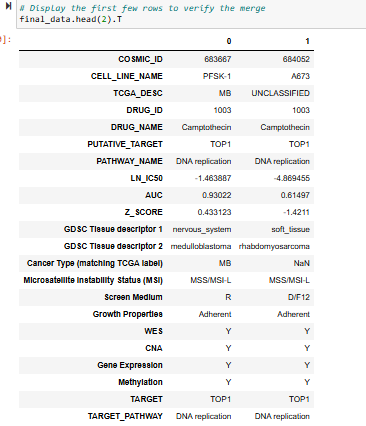 # Display the first few rows to verify the merge
final_data.head(2).T
]:
0 1
COSMIC_ID 683667 684052
CELL_LINE_NAME PFSK-1 A673
TCGA_DESC MB UNCLASSIFIED
DRUG_ID 1003 1003
DRUG_NAME Camptothecin Camptothecin
PUTATIVE_TARGET TOP1 TOP1
PATHWAY_NAME DNA replication DNA replication
LN_IC50 -1.463887 -4.869455
AUC 0.93022 0.61497
Z_SCORE 0.433123 -1.4211
GDSC Tissue descriptor 1 nervous_system soft_tissue
GDSC Tissue descriptor 2 medulloblastoma rhabdomyosarcoma
Cancer Type (matching TCGA label) MB NaN
Microsatellite instability Status (MSI) MSS/MSI-L MSS/MSI-L
Screen Medium R D/F12
Growth Properties Adherent Adherent
WES Y Y
CNA Y Y
Gene Expression Y Y
Methylation Y Y
TARGET TOP1 TOP1
TARGET_PATHWAY DNA replication DNA replication